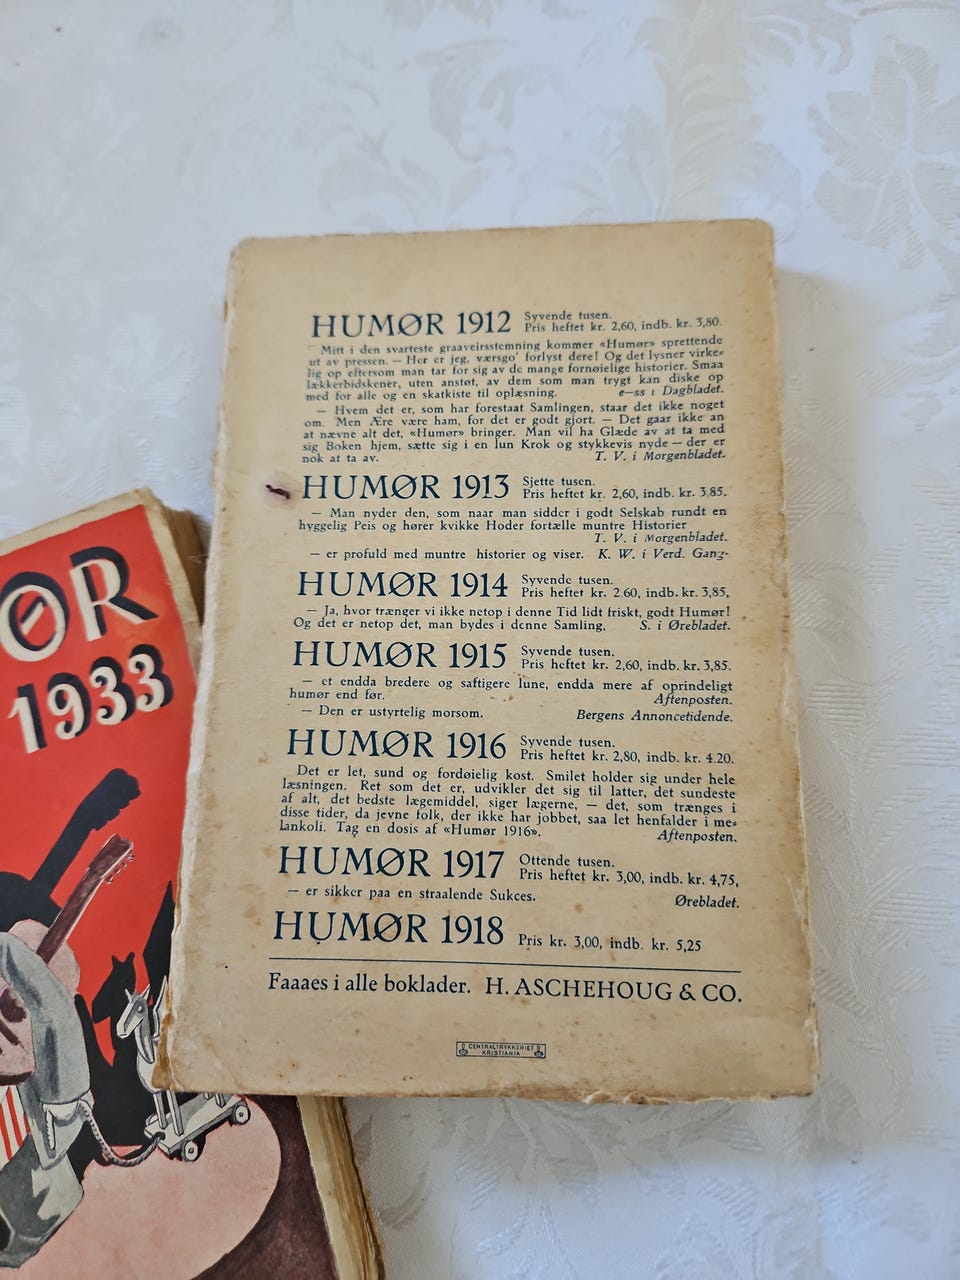 HUMØR 1912 Syvende tusen.
Pris heftet kr. 2,60, indb. kr. 3,80.
Mitt i den svarteste graaveirsstemning kommer «Humør» sprettende
ut av pressen. — Her er jeg, værsgo' forlyst dere! Og det lysner virke-
lig op eftersom man tar for sig av de mange fornøielige historier. Smaa
lækkerbidskener, uten anstøt, av dem som man trygt kan diske op
med for alle og en skatkiste til oplæsning. e—ss i Dagbladet.
— Hvem det er, som har forestaat Samlingen, staar det ikke noget
om. Men Ære være ham, for det er godt gjort. — Det gaar ikke an
at nævne alt det, «Humør» bringer. Man vil ha Glæde av at ta med
sig Boken hjem, sætte sig i en lun Krok og stykkevis nyde — der er
nok at ta av. T. V. i Morgenbladet.
HUMØR 1913 Sjette tusen.
Pris heftet kr. 2,60, indb. kr. 3,85.
— Man nyder den, som naar man sidder i godt Selskab rundt en
hyggelig Peis og hører kvikke Hoder fortælle muntre Historier
T. V. i Morgenbladet.
— er profuld med muntre historier og viser. K. W. i Verd. Gang.
HUMØR 1914 Syvende tusen.
Pris heftet kr. 2 60, indb. kr. 3,85,
— Ja, hvor trænger vi ikke netop i denne Tid lidt friskt, godt Humør!
Og det er netop det, man bydes i denne Samling. S. i Ørebladet.
HUMØR 1915 Syvende tusen.
Pris heftet kr. 2,60, indb. kr. 3,85.
— et endda bredere og saftigere lune, endda mere af oprindeligt
humør end før. Aftenposten.
— Den er ustyrtelig morsom. Bergens Annoncetidende.
HUMØR 1916 Syvende tusen.
Pris heftet kr. 2,80, indb. kr. 4.20.
Det er let, sund og fordøielig kost. Smilet holder sig under hele
læsningen. Ret som det er, udvikler det sig til latter, det sundeste
af alt, det bedste lægemiddel, siger lægerne, — det, som trænges i
disse tider, da jevne folk, der ikke har jobbet, saa let henfalder i me-
lankoli. Tag en dosis af «Humør 1916». Aftenposten.
HUMØR 1917 Ottende tusen.
Pris heftet kr. 3,00, indb. kr. 4,75,
— er sikker paa en straalende Sukces. Ørebladet.
HUMØR 1918 Pris kr. 3,00, indb. kr. 5,25
Faaaes i alle boklader. H. ASCHEHOUG & CO.
CENTRALTRYKKERIET
KRISTIANIA
ØR
1933